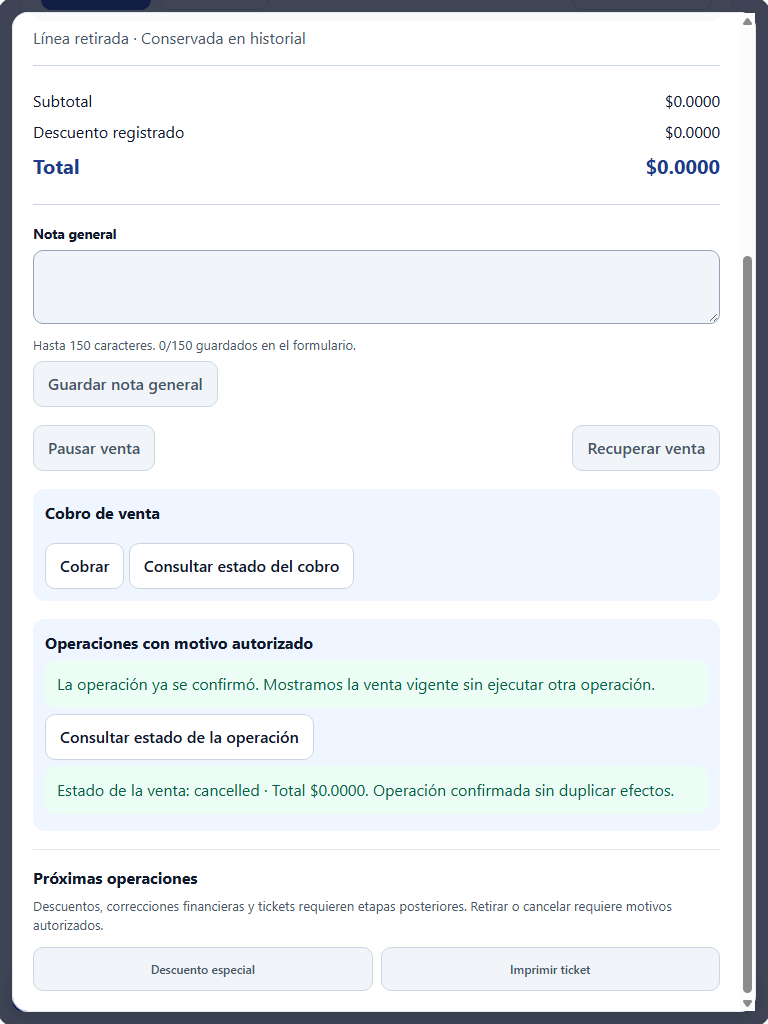 Línea retirada · Conservada en historial
Subtotal $0.0000
Descuento registrado $0.0000
Total $0.0000
Nota general
Hasta 150 caracteres. 0/150 guardados en el formulario.
Guardar nota general
Pausar venta Recuperar venta
Cobro de venta
Cobrar Consultar estado del cobro
Operaciones con motivo autorizado
La operación ya se confirmó. Mostramos la venta vigente sin ejecutar otra operación.
Consultar estado de la operación
Estado de la venta: cancelled · Total $0.0000. Operación confirmada sin duplicar efectos.
Próximas operaciones
Descuentos, correcciones financieras y tickets requieren etapas posteriores. Retirar o cancelar requiere motivos
autorizados.
Descuento especial Imprimir ticket